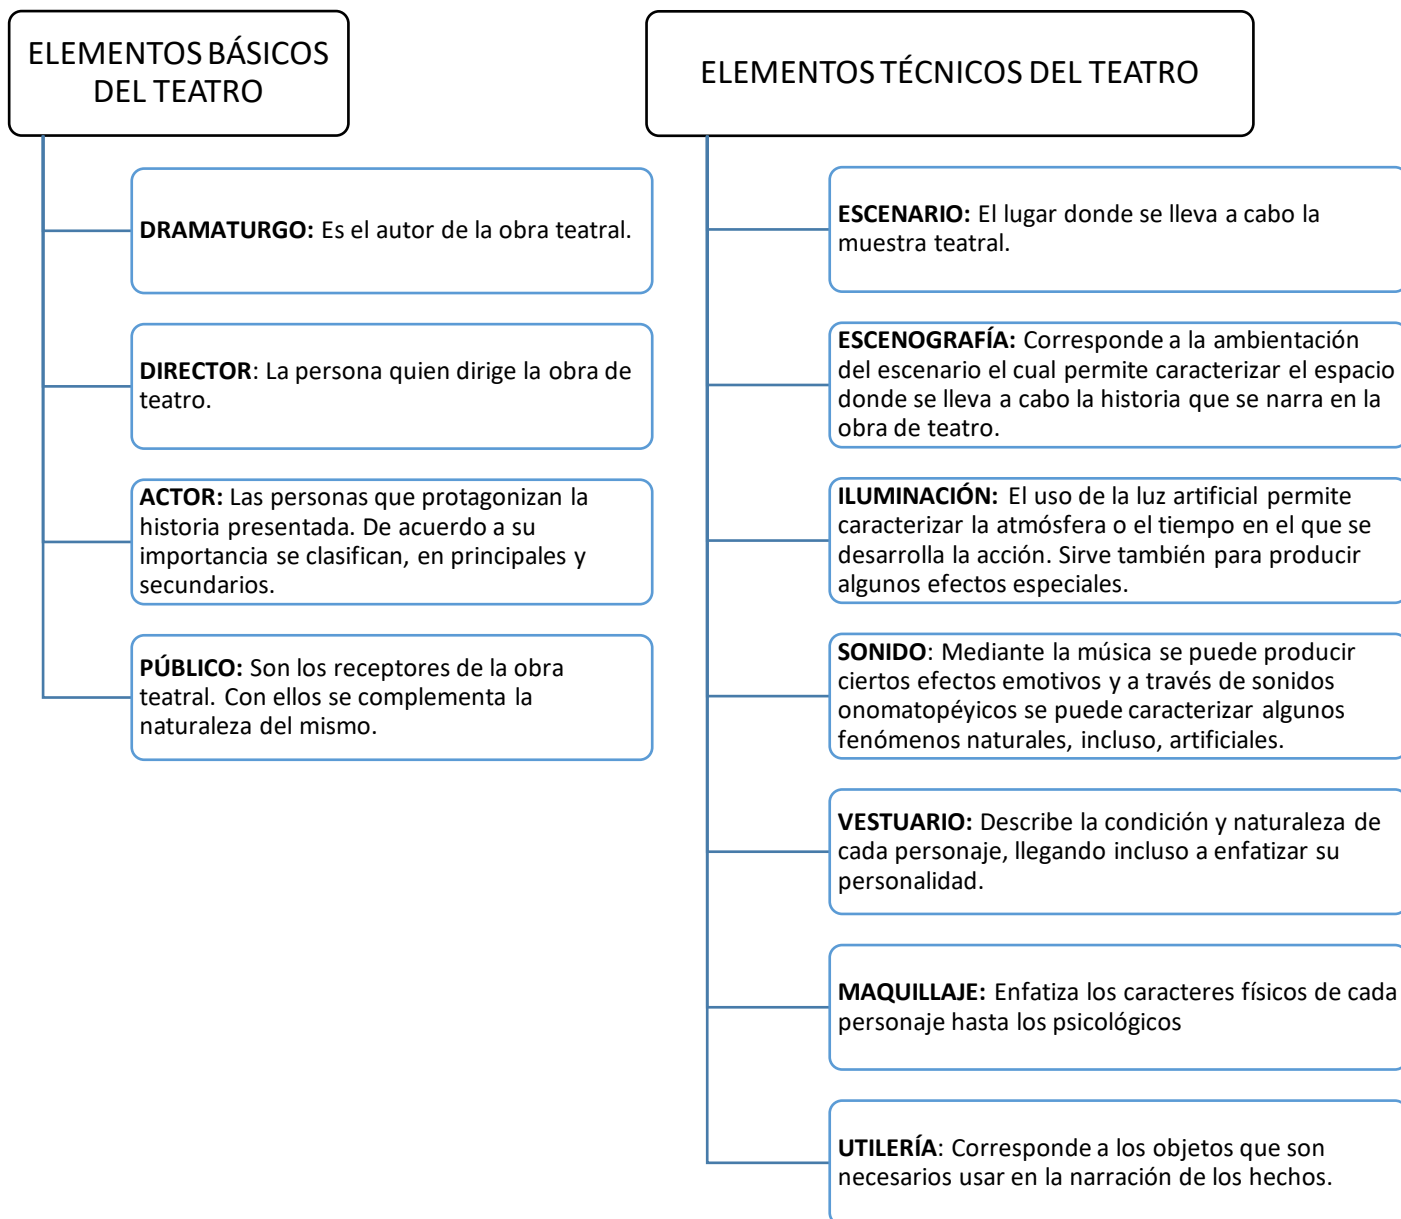 ELEMENTOS BÁSICOS
DEL TEATRO
DRAMATURGO: Es el autor de la obra teatral.
DIRECTOR: La persona quien dirige la obra de
teatro.
ACTOR: Las personas que protagonizan la
historia presentada. De acuerdo a su
importancia se clasifican, en principales y
secundarios.
PÚBLICO: Son los receptores de la obra
teatral. Con ellos se complementa la
naturaleza del mismo.
ELEMENTOS TÉCNICOS DEL TEATRO
ESCENARIO: El lugar donde se lleva a cabo la
muestra teatral.
ESCENOGRAFÍA: Corresponde a la ambientación
del escenario el cual permite caracterizar el espacio
donde se lleva a cabo la historia que se narra en la
obra de teatro.
ILUMINACIÓN: El uso de la luz artificial permite
caracterizar la atmósfera o el tiempo en el que se
desarrolla la acción. Sirve también para producir
algunos efectos especiales.
SONIDO: Mediante la música se puede producir
ciertos efectos emotivos y a través de sonidos
onomatopéyicos se puede caracterizar algunos
fenómenos naturales, incluso, artificiales.
VESTUARIO: Describe la condición y naturaleza de
cada personaje, llegando incluso a enfatizar su
personalidad.
MAQUILLAJE: Enfatiza los caracteres físicos de cada
personaje hasta los psicológicos
UTILERÍA: Corresponde a los objetos que son
necesarios usar en la narración de los hechos.